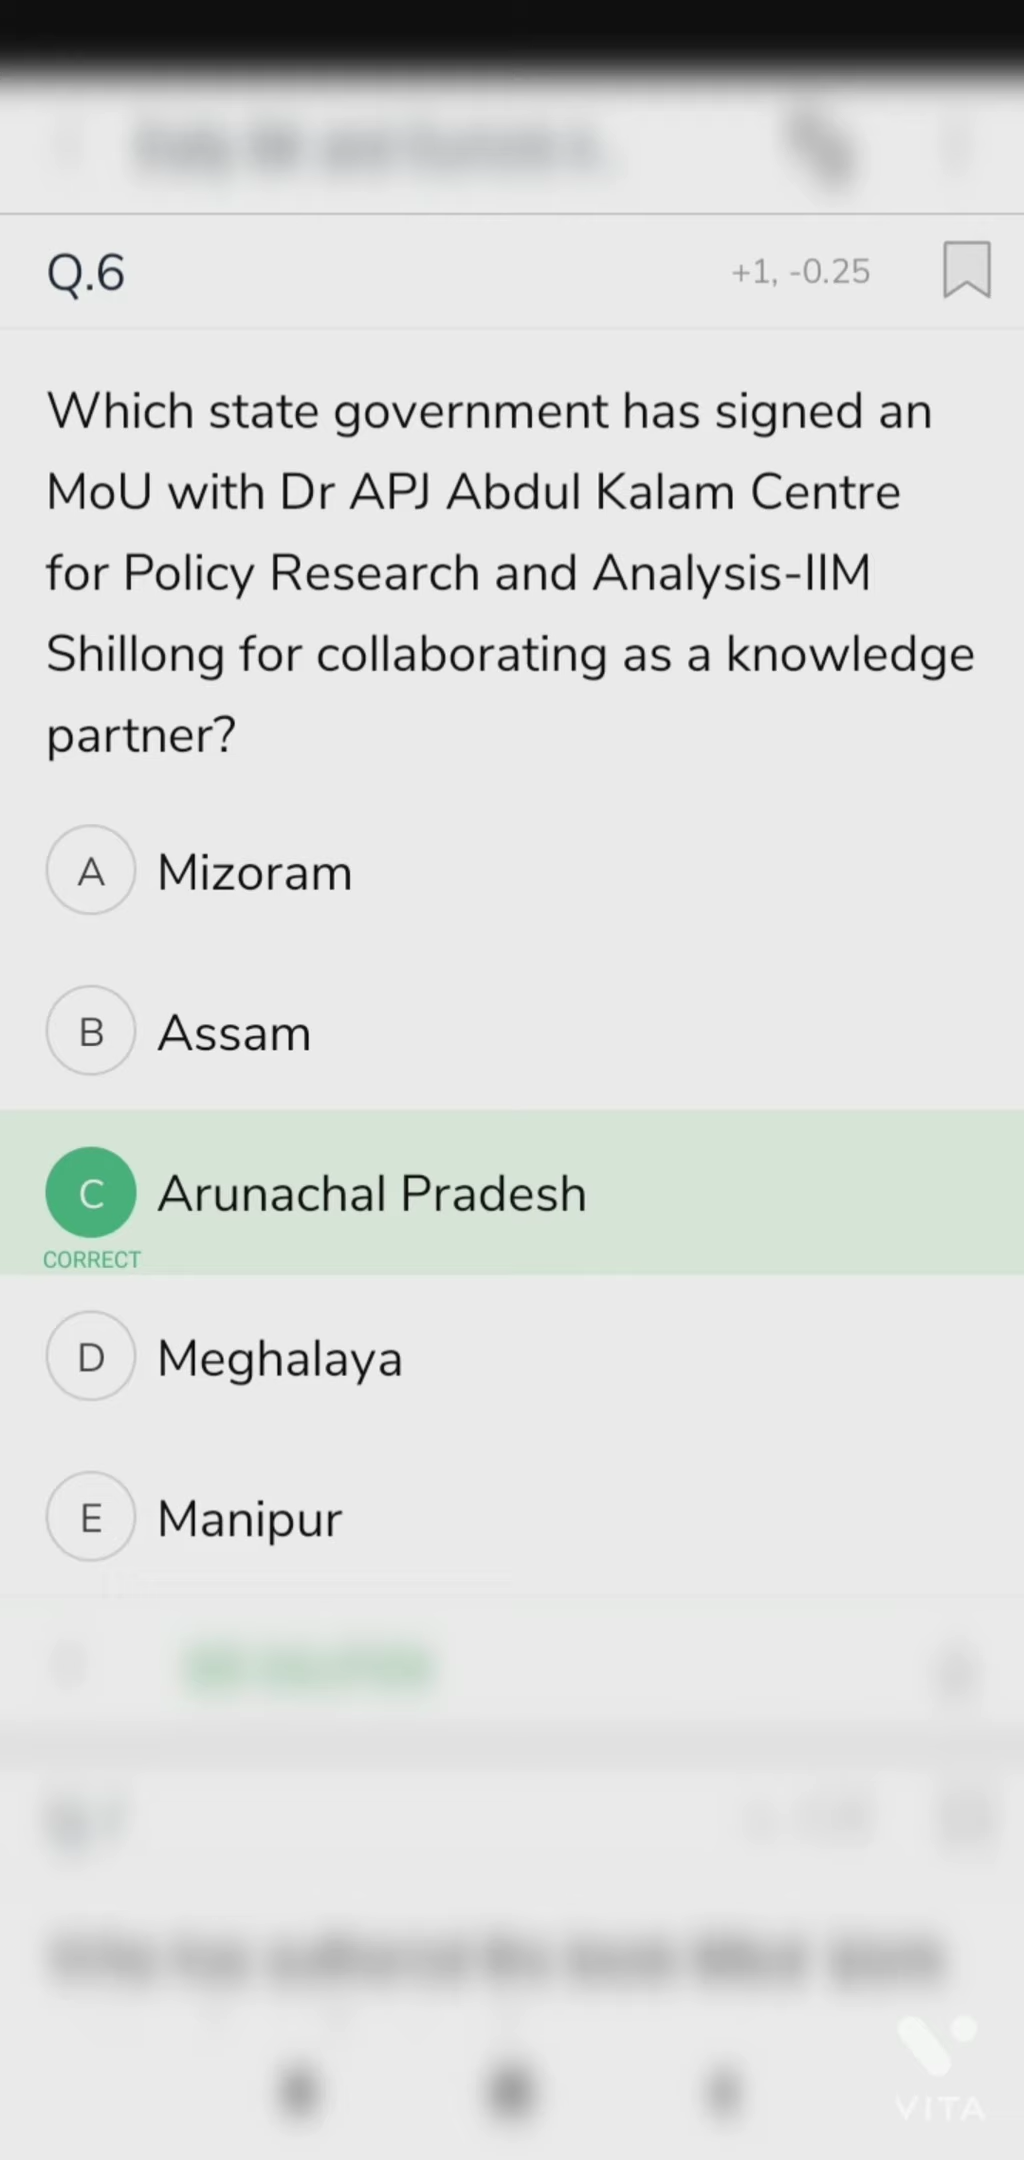 Q.6 +1, -0.25
Which state government has signed an
MoU with Dr APJ Abdul Kalam Centre
for Policy Research and Analysis-IIM
Shillong for collaborating as a knowledge
partner?
A Mizoram
B Assam
C Arunachal Pradesh
CORRECT
D Meghalaya
E Manipur
VITA